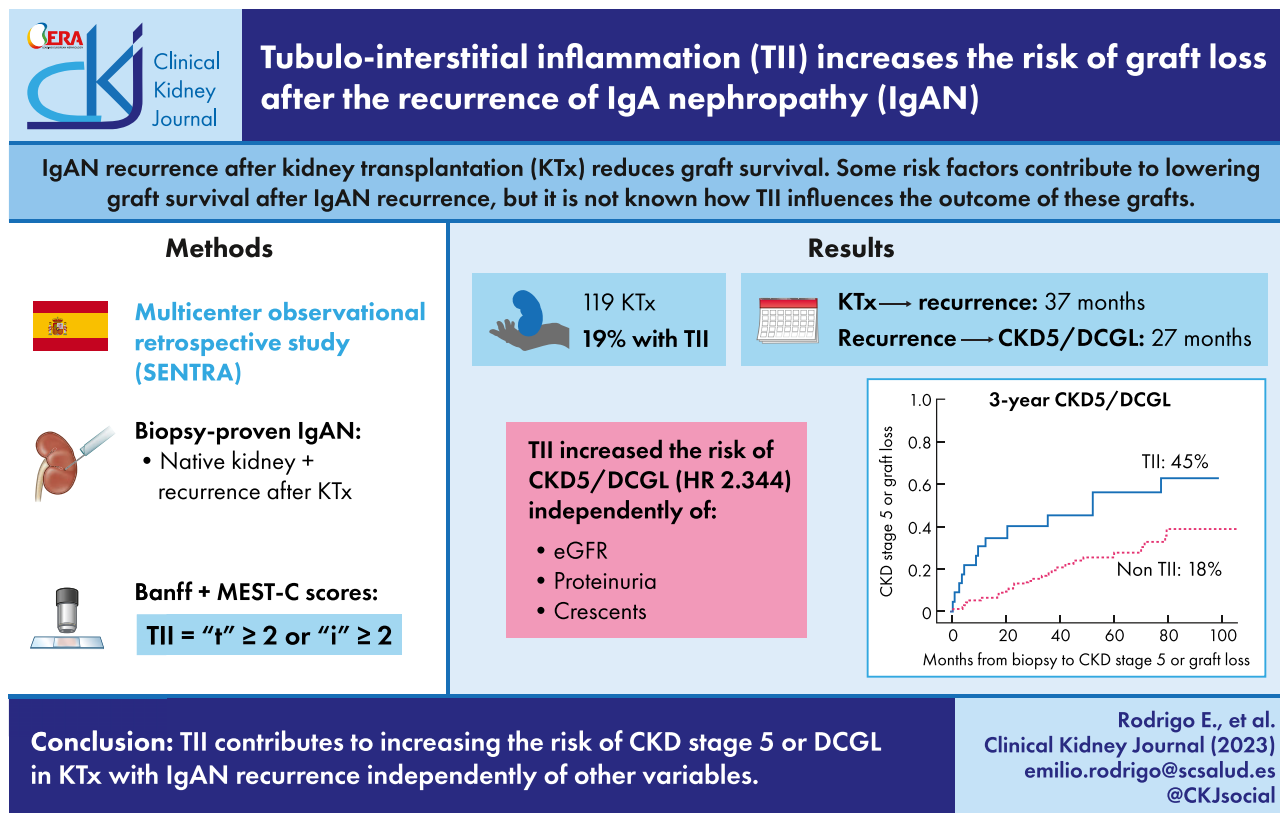 ERA
CKJ
Clinical
Kidney
Journal
Tubulo-interstitial inflammation (TII) increases the risk of graft loss
after the recurrence of IgA nephropathy (IgAN)
IgAN recurrence after kidney transplantation (KTx) reduces graft survival. Some risk factors contribute to lowering
graft survival after IgAN recurrence, but it is not known how TII influences the outcome of these grafts.
Methods
Multicenter observational
retrospective study
(SENTRA)
Biopsy-proven IgAN:
• Native kidney +
recurrence after KTx
Banff + MEST-C scores:
TII = “t” ≥ 2 or “i” ≥ 2
Results
119 KTx
19% with TII
KTx → recurrence: 37 months
Recurrence → CKD5/DCGL: 27 months
TII increased the risk of
CKD5/DCGL (HR 2.344)
independently of:
• eGFR
• Proteinuria
• Crescents
3-year CKD5/DCGL
CKD stage 5 or graft loss
1.0
0.8
0.6
0.4
0.2
0
TII: 45%
Non TII: 18%
0 20 40 60 80 100
Months from biopsy to CKD stage 5 or graft loss
Conclusion: TII contributes to increasing the risk of CKD stage 5 or DCGL
in KTx with IgAN recurrence independently of other variables.
Rodrigo E., et al.
Clinical Kidney Journal (2023)
emilio.rodrigo@scsalud.es
@CKJsocial